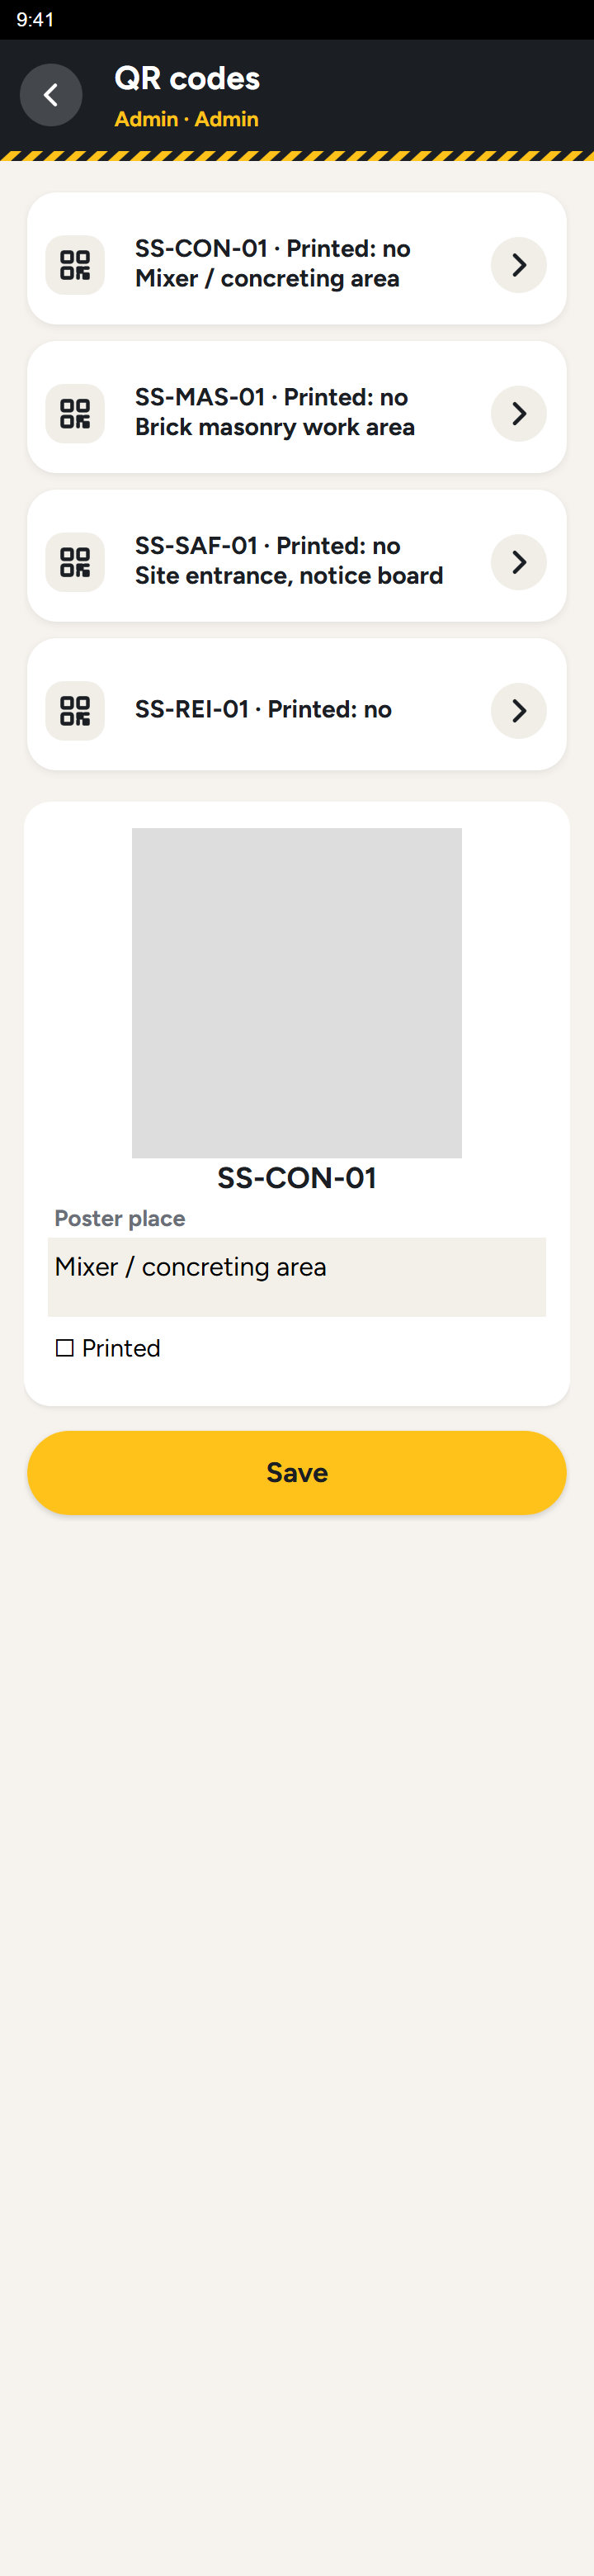 9:41
QR codes
Admin · Admin
SS-CON-01 · Printed: no
Mixer / concreting area
SS-MAS-01 · Printed: no
Brick masonry work area
SS-SAF-01 · Printed: no
Site entrance, notice board
SS-REI-01 · Printed: no
SS-CON-01
Poster place
Mixer / concreting area
☐ Printed
Save